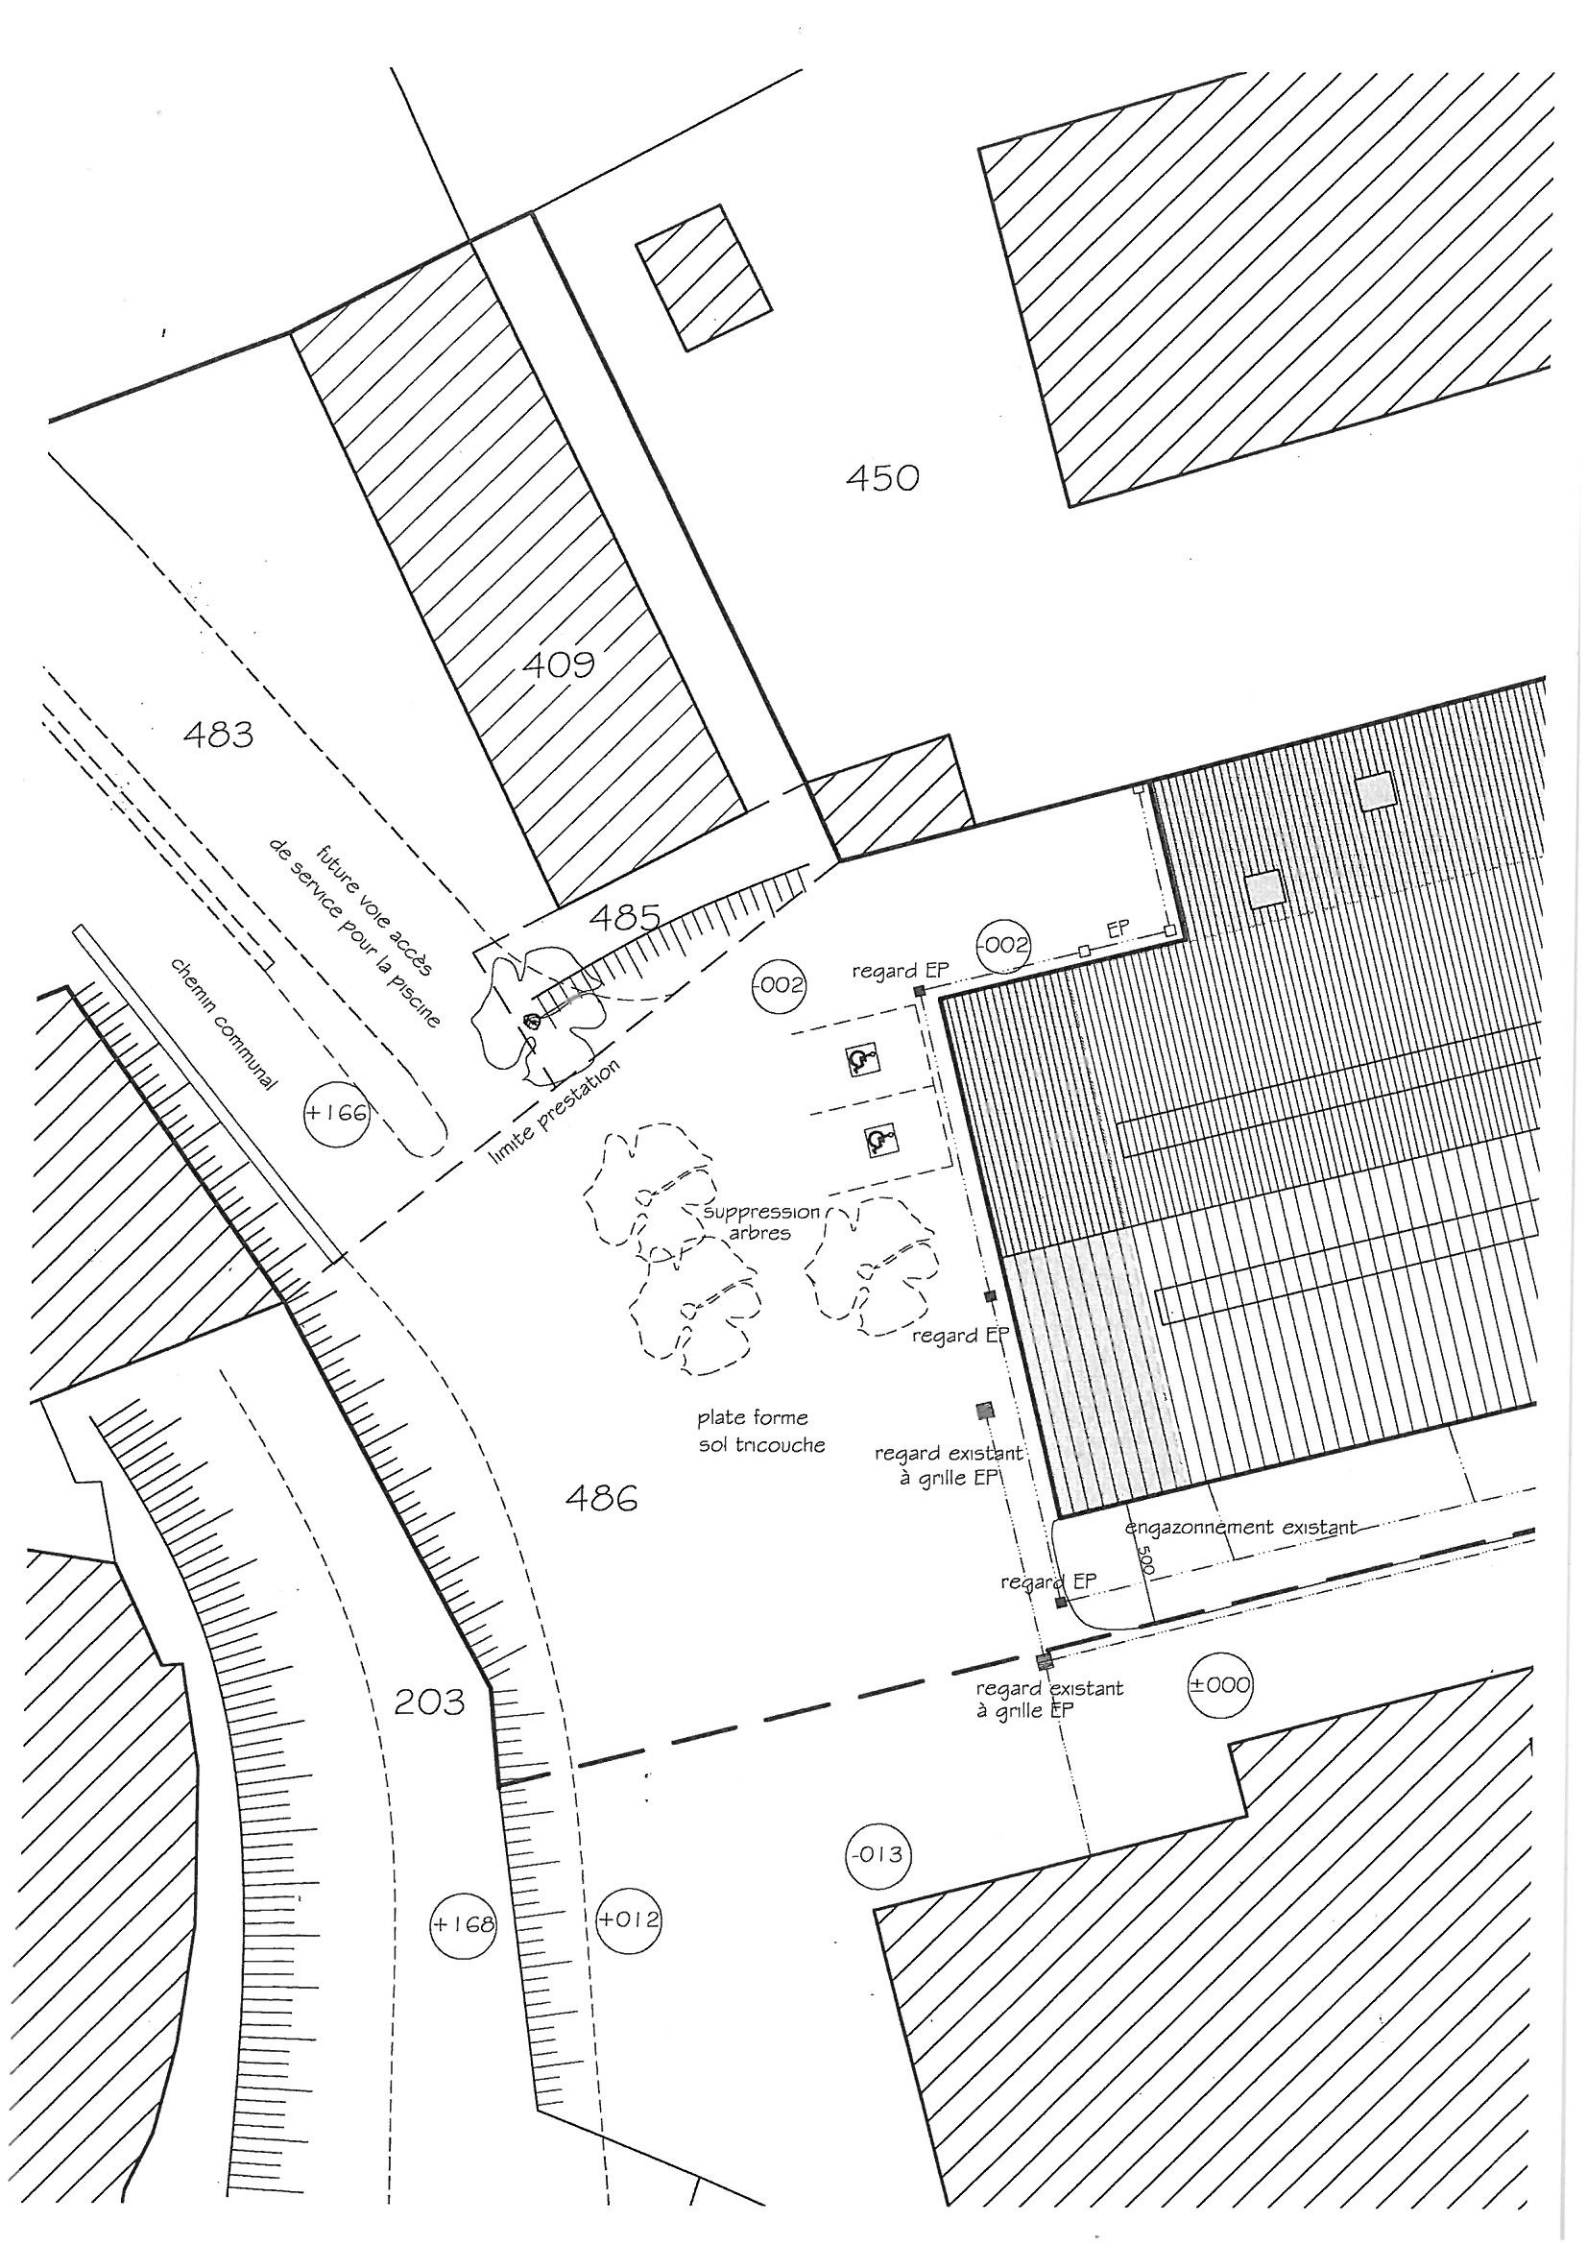 450
409
483
future voie accès
de service pour la piscine
485
-002
EP
-002
regard EP
chemin communal
+166
limite prestation
suppression
arbres
regard EP
plate forme
sol tricouche
regard existant
à grille EP
486
engazonnement existant
500
regard EP
203
regard existant
à grille EP
±000
-013
+168
+012